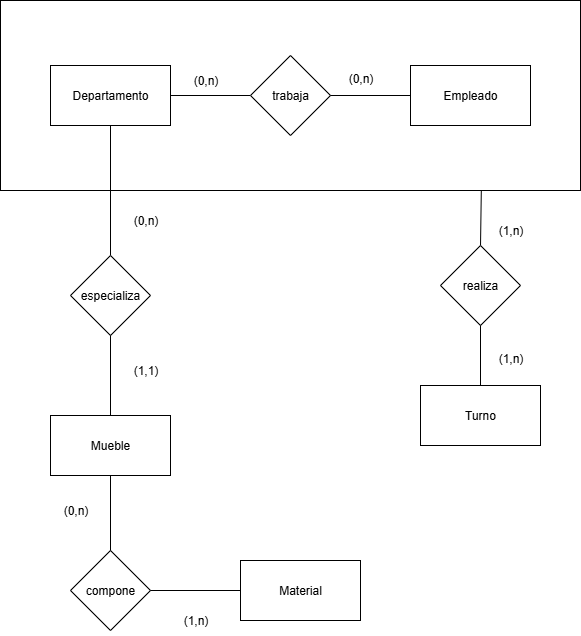 Departamento
(0,n)
trabaja
(0,n)
Empleado
(0,n)
(1,n)
especializa
realiza
(1,1)
(1,n)
Mueble
Turno
(0,n)
compone
Material
(1,n)